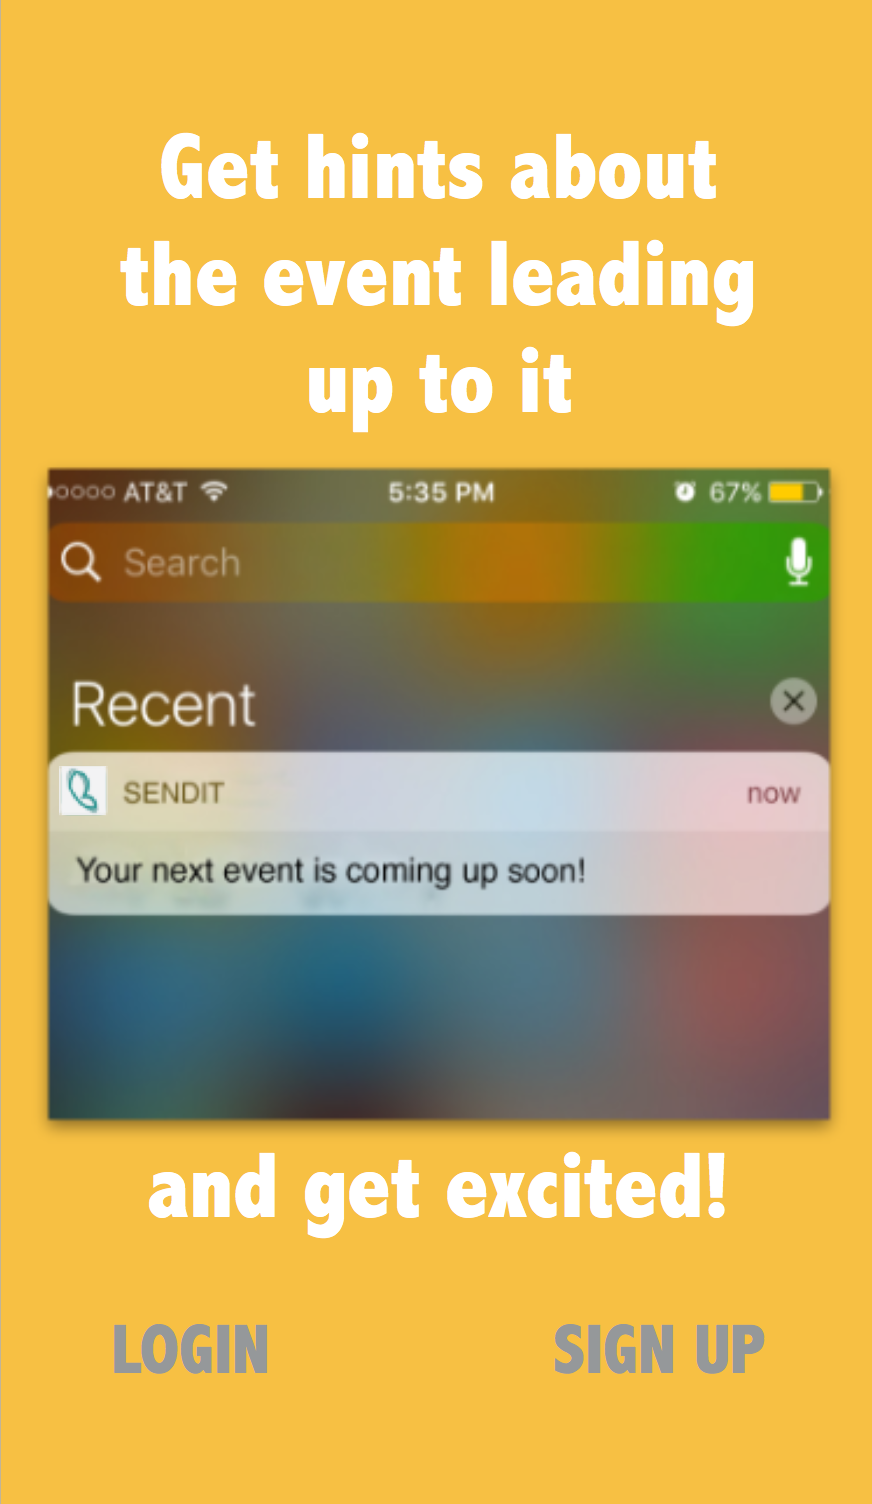 Get hints about
the event leading
up to it
AT&T 5:35 PM 67%
Search
Recent
SENDIT now
Your next event is coming up soon!
and get excited!
LOGIN SIGN UP